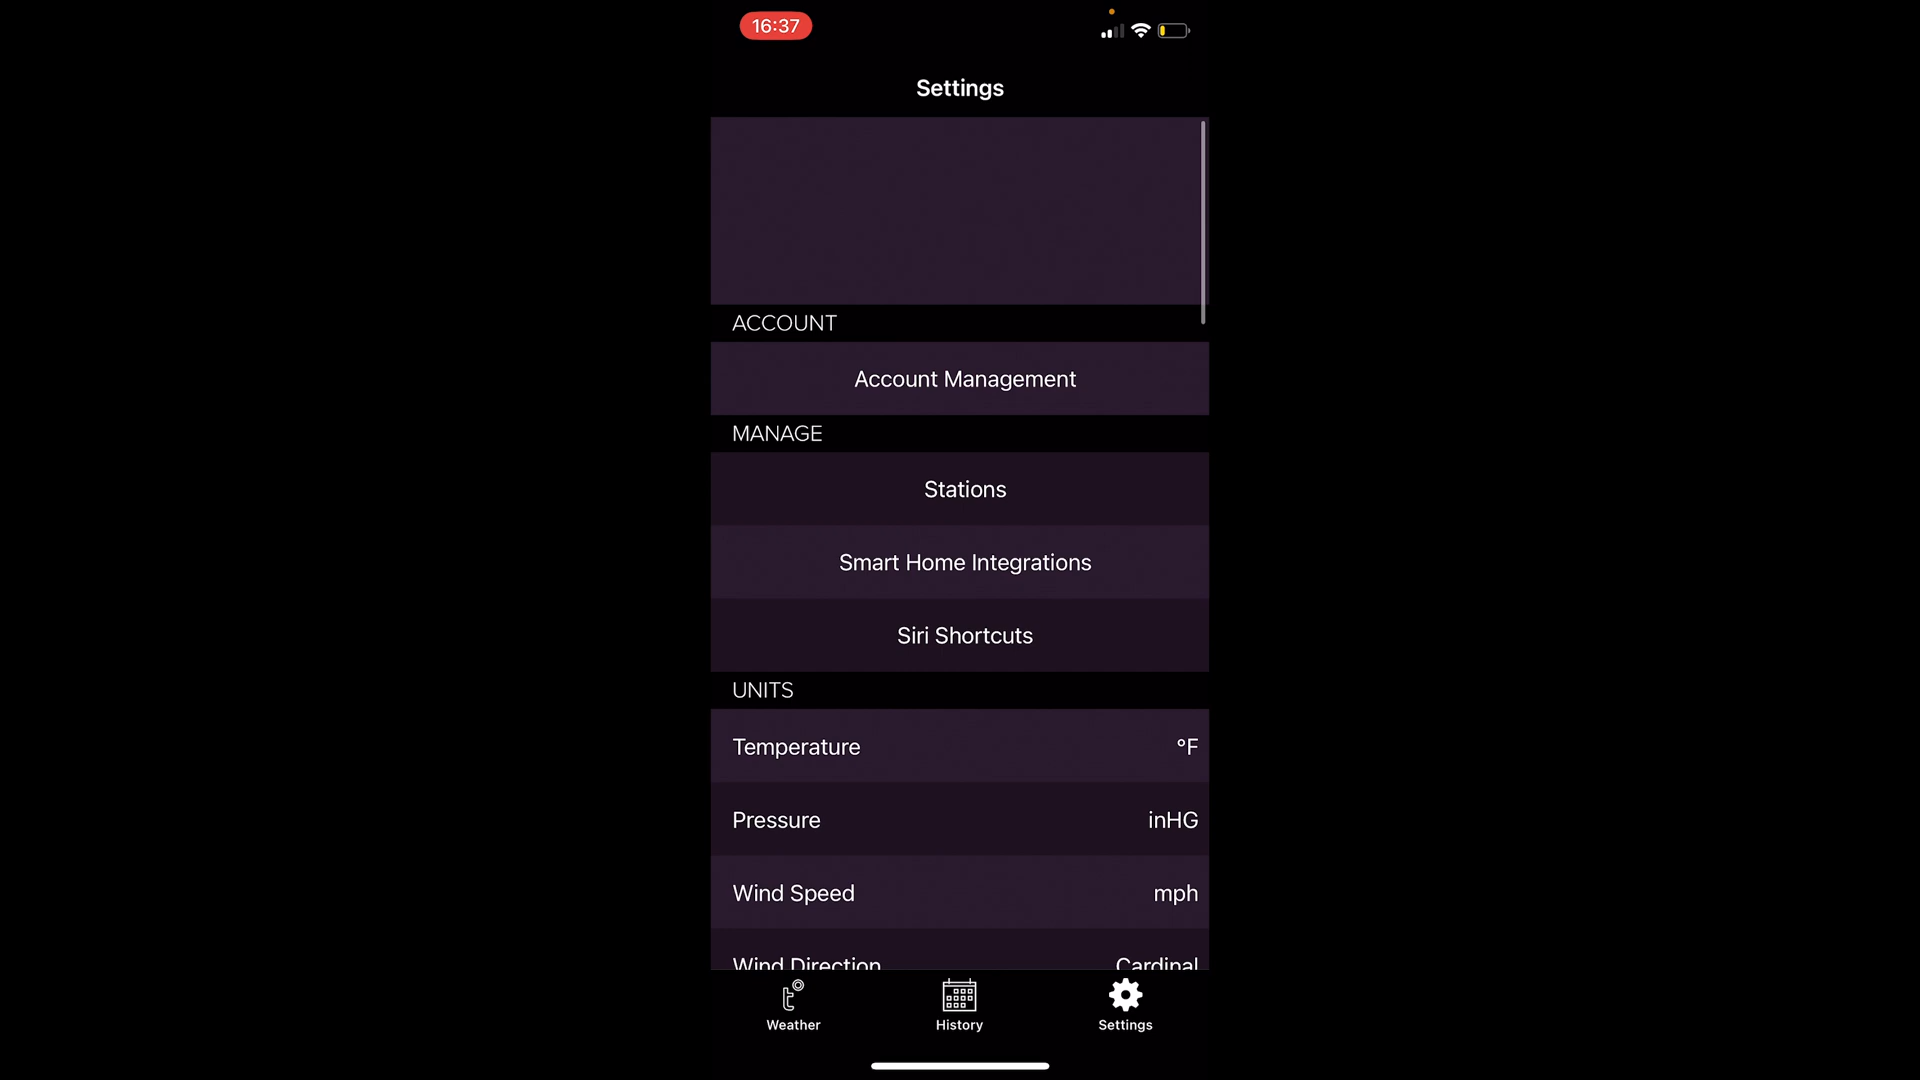 16:37
Settings
ACCOUNT
Account Management
MANAGE
Stations
Smart Home Integrations
Siri Shortcuts
UNITS
Temperature °F
Pressure inHG
Wind Speed mph
Wind Direction Cardinal
Weather History Settings